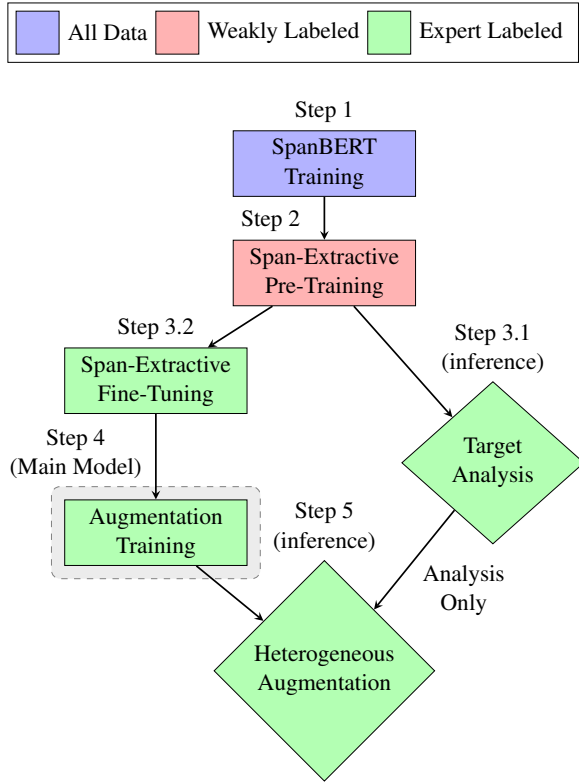 All Data
Weakly Labeled
Expert Labeled
Step 1
SpanBERT
Training
Step 2
Span-Extractive
Pre-Training
Step 3.2
Span-Extractive
Fine-Tuning
Step 3.1
(inference)
Target
Analysis
Step 4
(Main Model)
Augmentation
Training
Step 5
(inference)
Analysis
Only
Heterogeneous
Augmentation